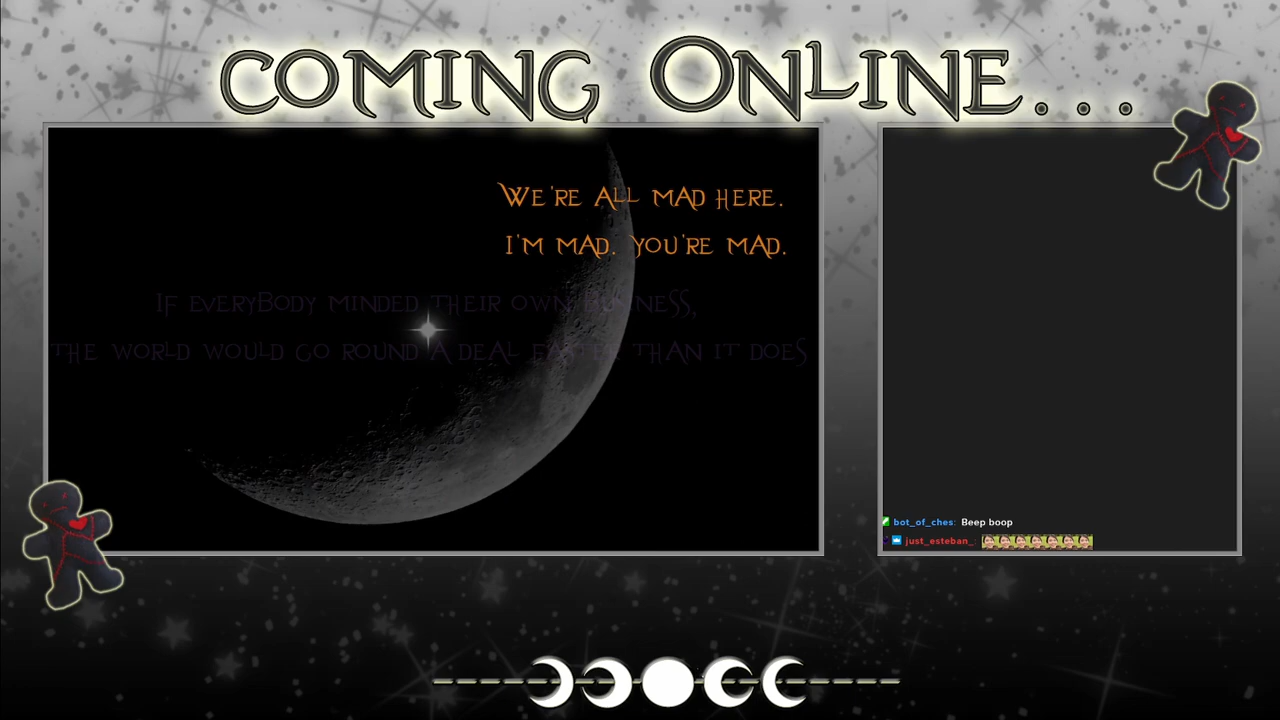 Coming Online...
We're all mad here.
I'm mad. You're mad.
If everybody minded their own business,
the world would go round a deal faster than it does
bot_of_ches: Beep boop
just_esteban_: